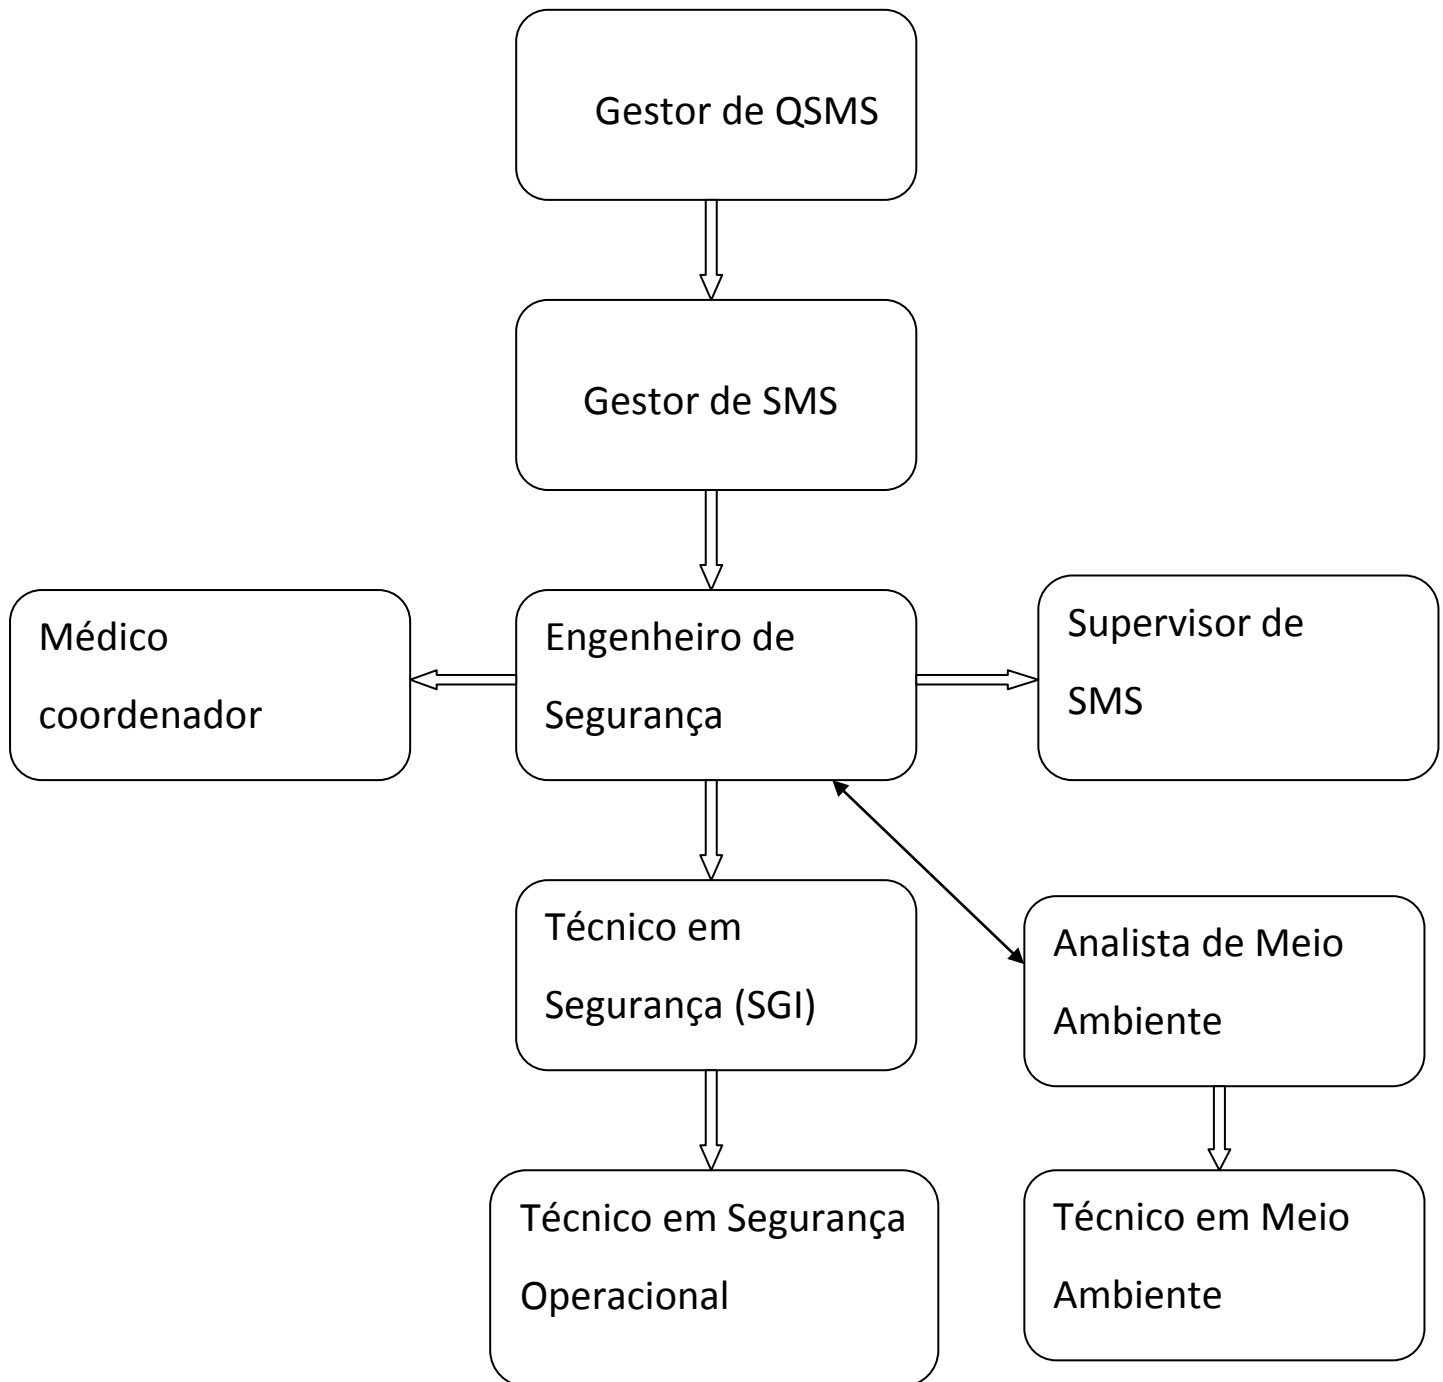 Gestor de QSMS
Gestor de SMS
Médico
coordenador
Engenheiro de
Segurança
Supervisor de
SMS
Técnico em
Segurança (SGI)
Analista de Meio
Ambiente
Técnico em Segurança
Operacional
Técnico em Meio
Ambiente